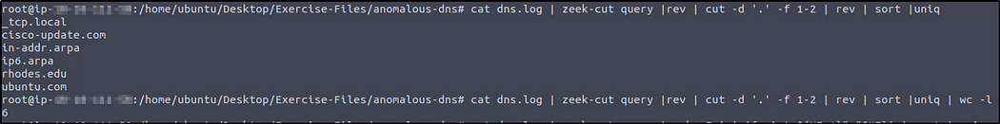 root@ip-:/home/ubuntu/Desktop/Exercise-Files/anomalous-dns# cat dns.log | zeek-cut query |rev | cut -d '.' -f 1-2 | rev | sort |uniq
_tcp.local
cisco-update.com
in-addr.arpa
ip6.arpa
rhodes.edu
ubuntu.com
root@ip-:/home/ubuntu/Desktop/Exercise-Files/anomalous-dns# cat dns.log | zeek-cut query |rev | cut -d '.' -f 1-2 | rev | sort |uniq | wc -l
6